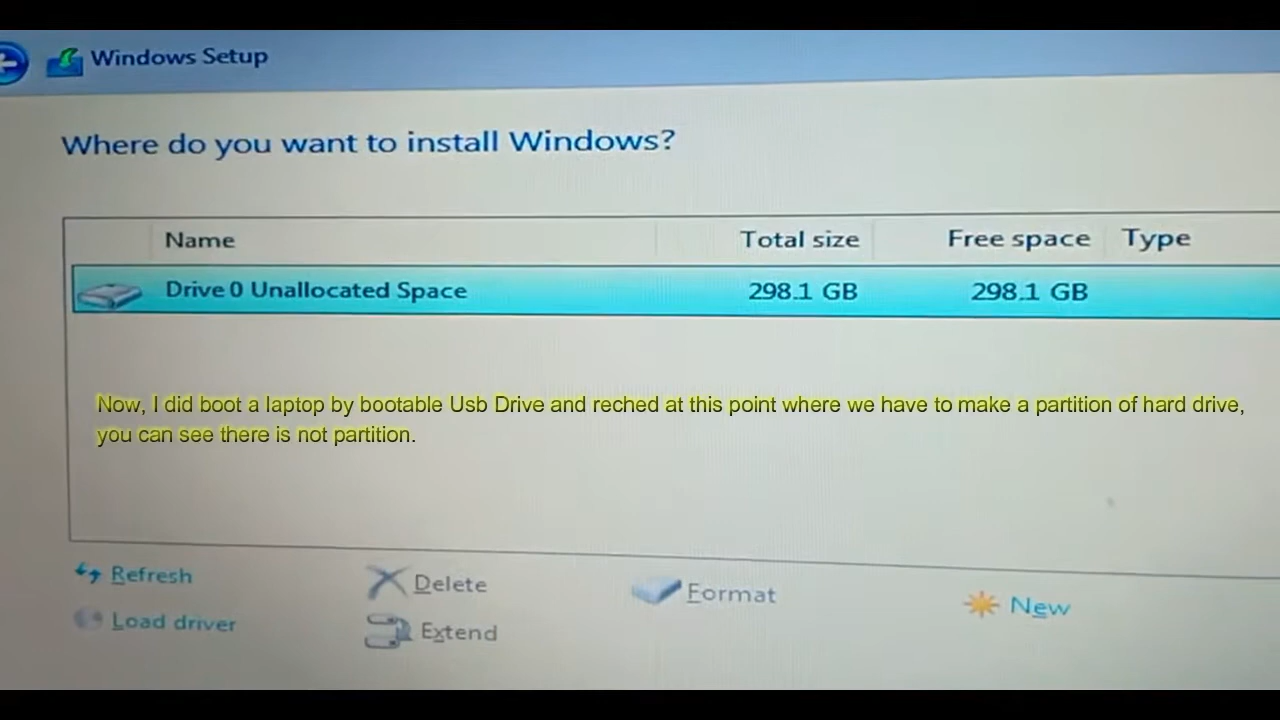 Windows Setup
Where do you want to install Windows?
Name Total size Free space Type
Drive 0 Unallocated Space 298.1 GB 298.1 GB
Now, I did boot a laptop by bootable Usb Drive and reched at this point where we have to make a partition of hard drive,
you can see there is not partition.
Refresh Delete Format New
Load driver Extend